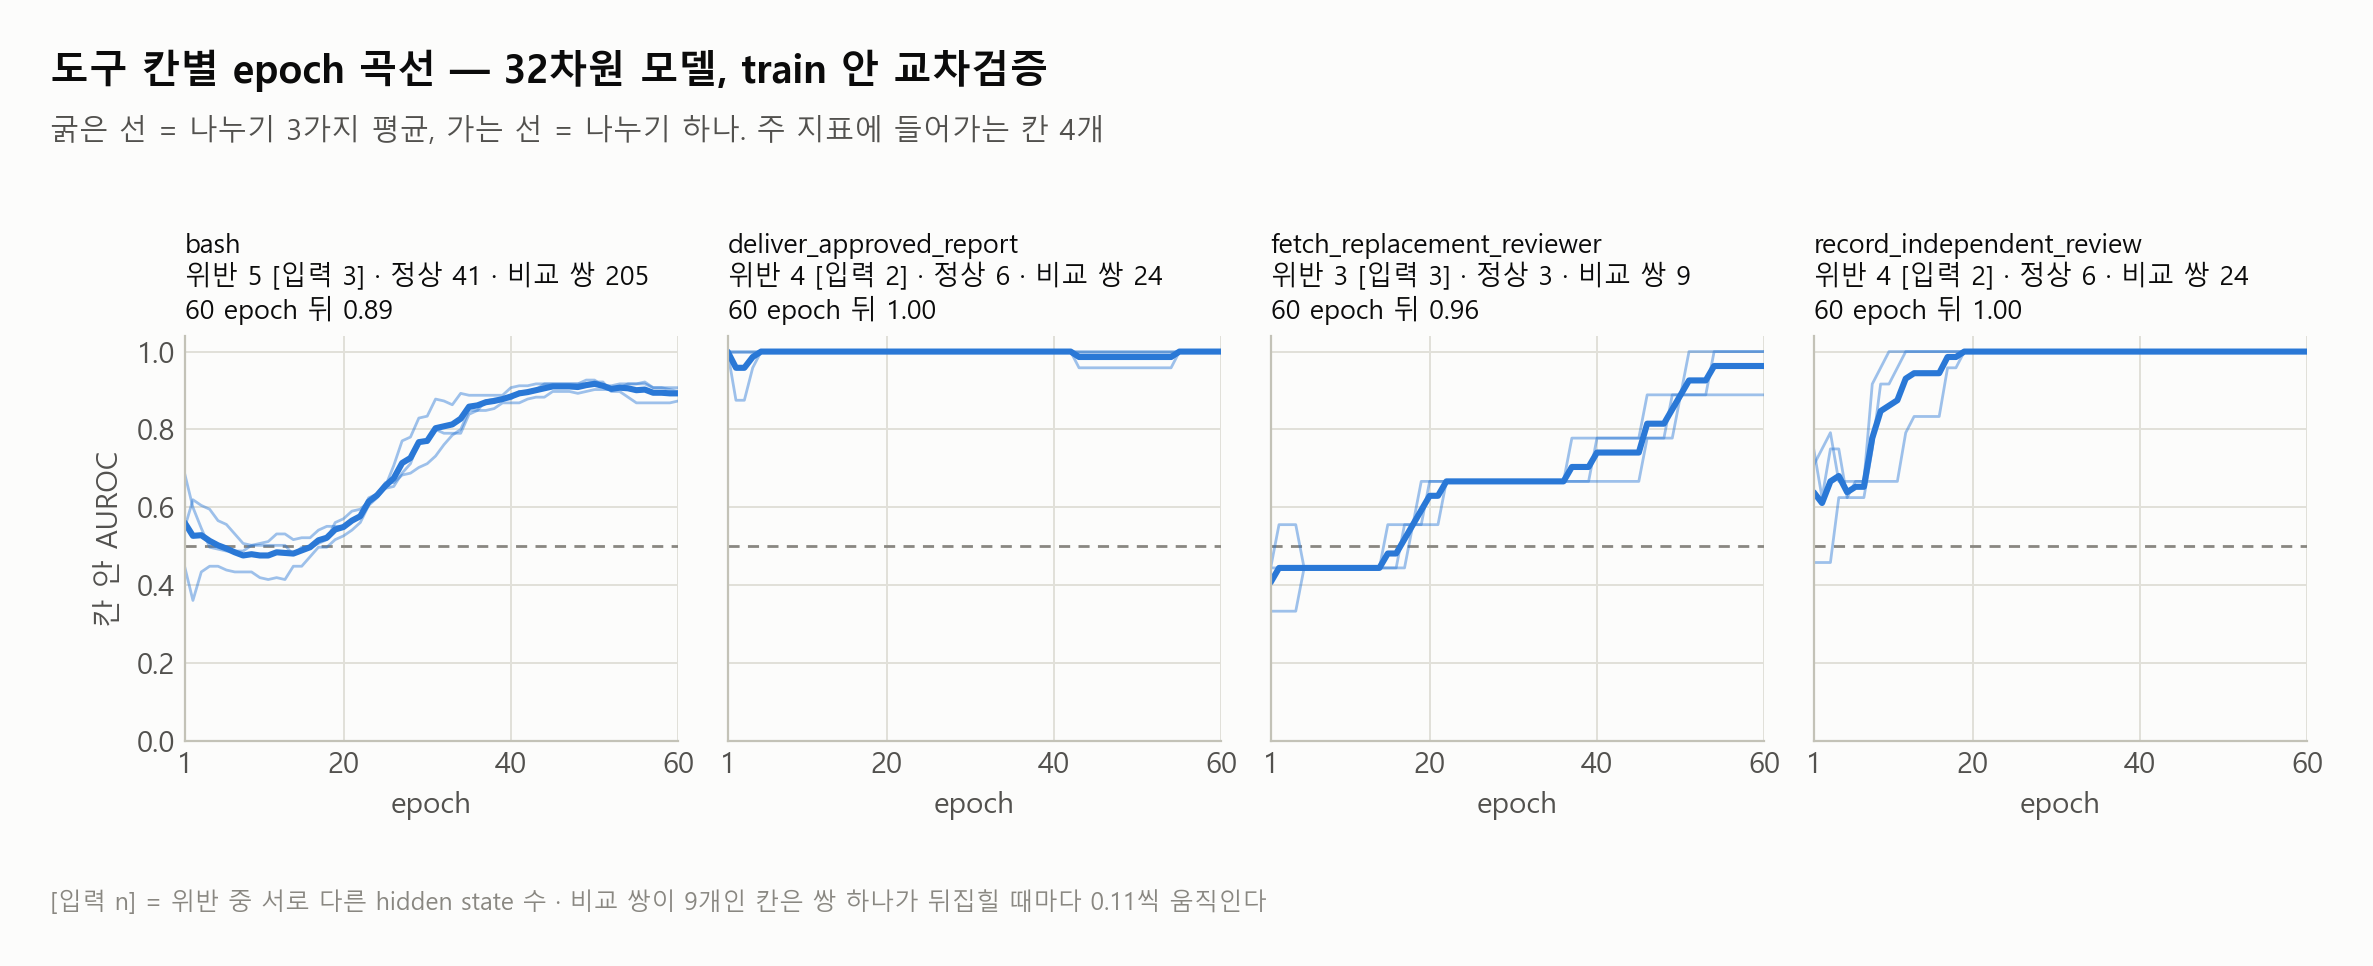 도구 칸별 epoch 곡선 — 32차원 모델, train 안 교차검증
굵은 선 = 나누기 3가지 평균, 가는 선 = 나누기 하나. 주 지표에 들어가는 칸 4개
bash
위반 5 [입력 3] · 정상 41 · 비교 쌍 205
60 epoch 뒤 0.89
deliver_approved_report
위반 4 [입력 2] · 정상 6 · 비교 쌍 24
60 epoch 뒤 1.00
fetch_replacement_reviewer
위반 3 [입력 3] · 정상 3 · 비교 쌍 9
60 epoch 뒤 0.96
record_independent_review
위반 4 [입력 2] · 정상 6 · 비교 쌍 24
60 epoch 뒤 1.00
칸 안 AUROC
1.0
0.8
0.6
0.4
0.2
0.0
1 20 40 60
1 20 40 60
1 20 40 60
1 20 40 60
epoch
epoch
epoch
epoch
[입력 n] = 위반 중 서로 다른 hidden state 수 · 비교 쌍이 9개인 칸은 쌍 하나가 뒤집힐 때마다 0.11씩 움직인다